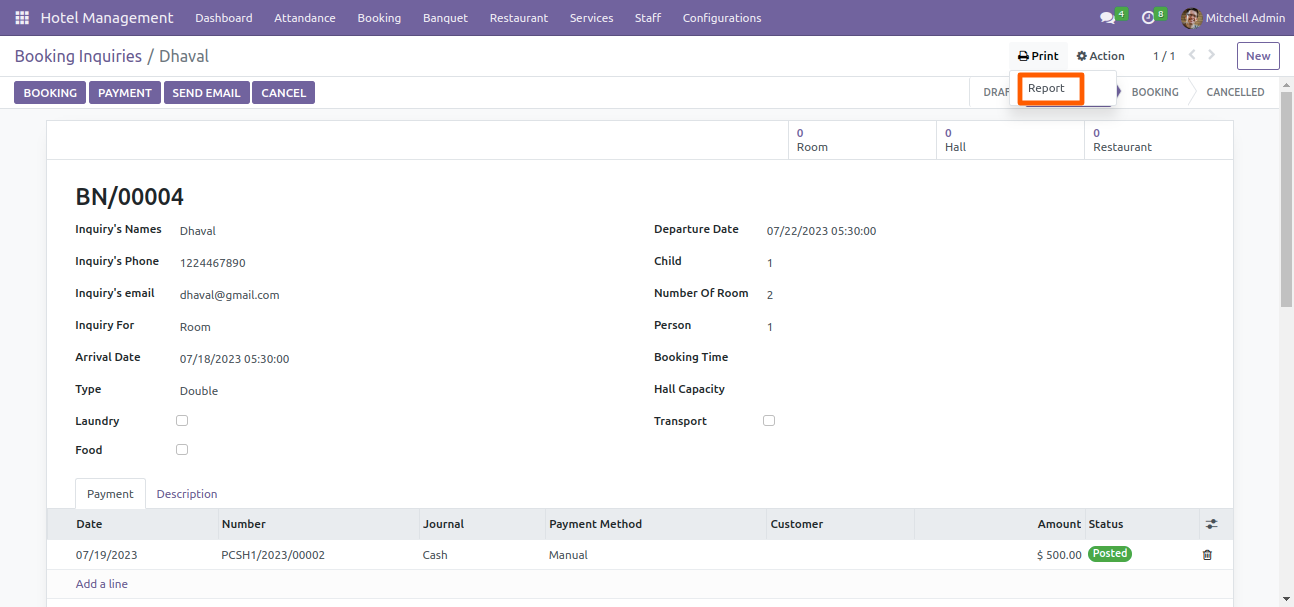 Hotel Management Dashboard Attendance Booking Banquet Restaurant Services Staff Configurations 4 8 Mitchell Admin
Booking Inquiries / Dhaval Print Action 1 / 1 New
BOOKING PAYMENT SEND EMAIL CANCEL Report BOOKING CANCELLED
0 Room
0 Hall
0 Restaurant
BN/00004
Inquiry's Names Dhaval Departure Date 07/22/2023 05:30:00
Inquiry's Phone 1224467890 Child 1
Inquiry's email dhaval@gmail.com Number Of Room 2
Inquiry For Room Person 1
Arrival Date 07/18/2023 05:30:00 Booking Time
Type Double Hall Capacity
Laundry Transport
Food
Payment Description
Date Number Journal Payment Method Customer Amount Status
07/19/2023 PCSH1/2023/00002 Cash Manual $ 500.00 Posted
Add a line